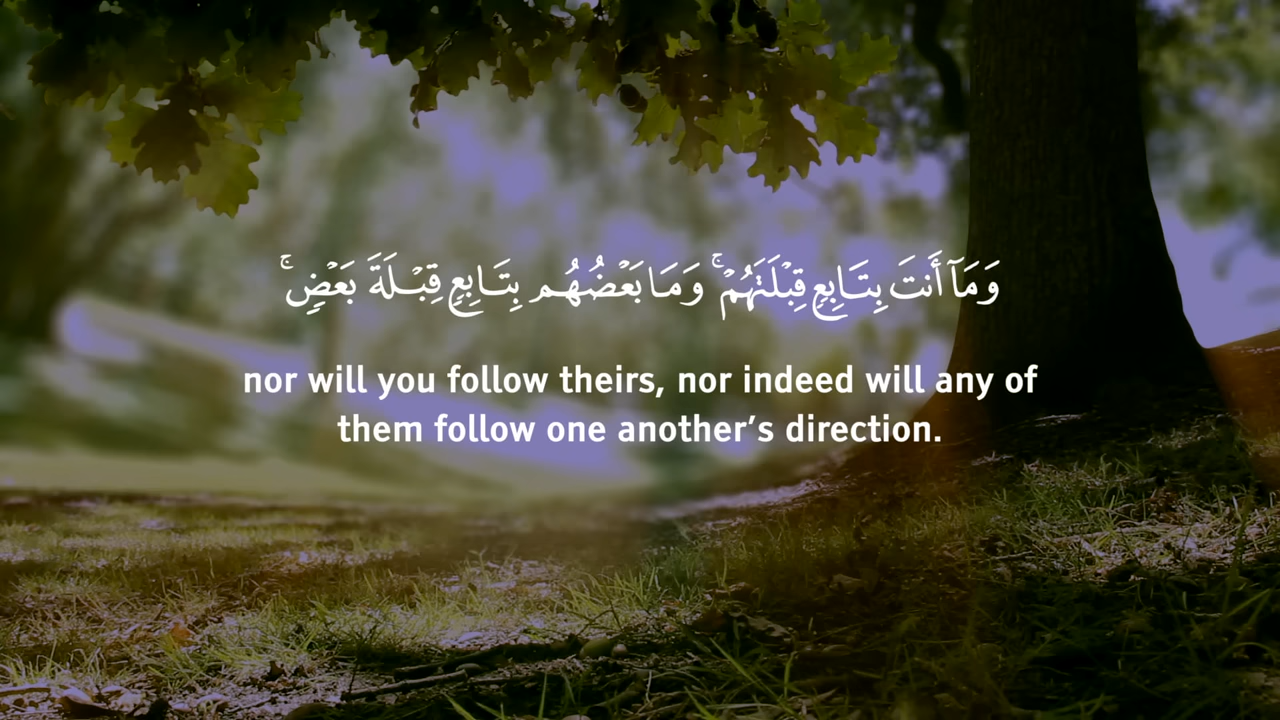 وَمَآ أَنتَ بِتَابِعٍ قِبْلَتَهُمْ ۚ وَمَا بَعْضُهُم بِتَابِعٍ قِبْلَةَ بَعْضٍ ۚ
nor will you follow theirs, nor indeed will any of
them follow one another’s direction.